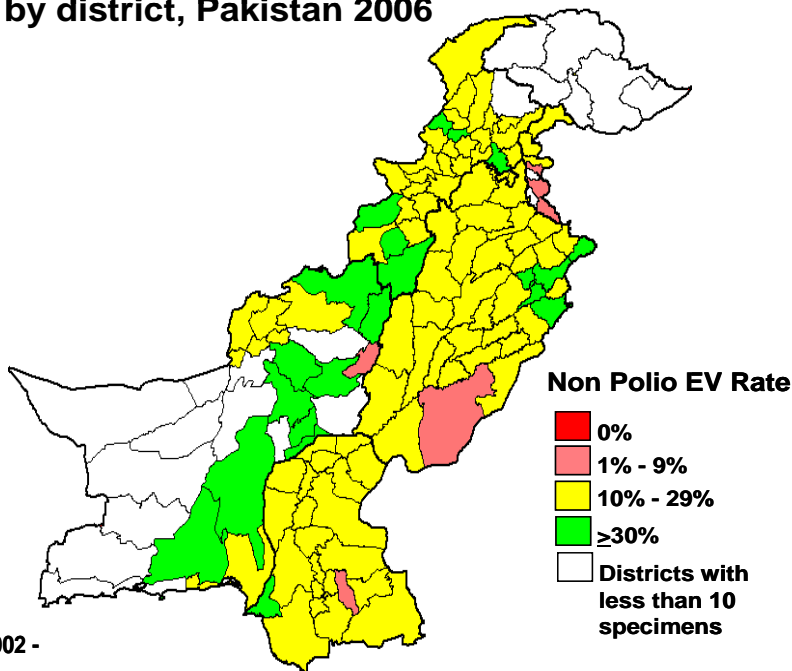 by district, Pakistan 2006
Non Polio EV Rate
0%
1% - 9%
10% - 29%
≥30%
Districts with
less than 10
specimens
002 -